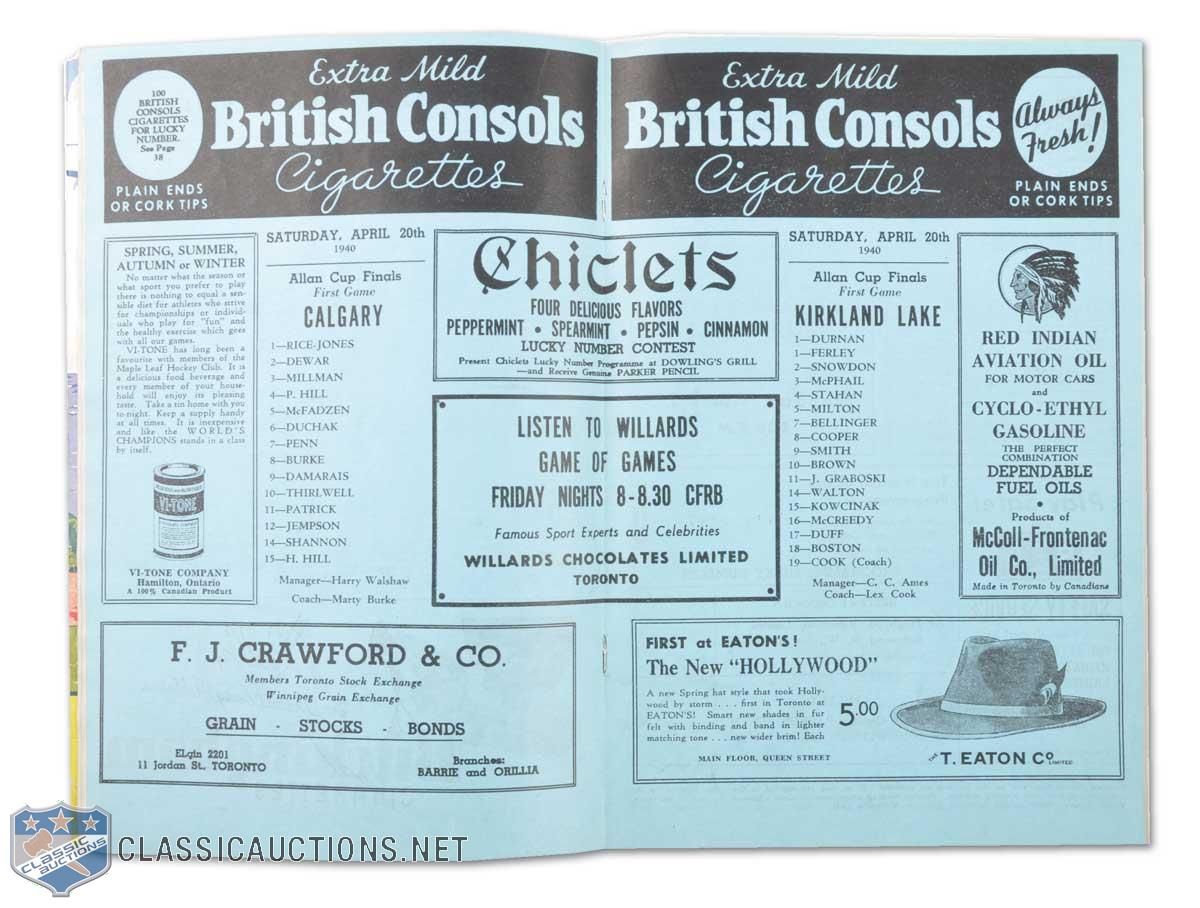 100
BRITISH
CONSOLS
CIGARETTES
FOR LUCKY
NUMBER.
See Page
38
PLAIN ENDS
OR CORK TIPS
Extra Mild
British Consols
Cigarettes
Extra Mild
British Consols
Cigarettes
Always
Fresh!
PLAIN ENDS
OR CORK TIPS
SPRING, SUMMER,
AUTUMN or WINTER
No matter what the season or
what sport you prefer to play
there is nothing to equal a sen-
sible diet for athletes who strive
for championships or individ-
uals who play for "fun" and
the healthy exercise which goes
with all our games.
VI-TONE has long been a
favourite with members of the
Maple Leaf Hockey Club. It is
a delicious food beverage and
every member of your house-
hold will enjoy its pleasing
taste. Take a tin home with you
to-night. Keep a supply handy
at all times. It is inexpensive
and like the WORLD'S
CHAMPIONS stands in a class
by itself.
VI-TONE
VI-TONE COMPANY
Hamilton, Ontario
A 100% Canadian Product
SATURDAY, APRIL 20th
1940
Allan Cup Finals
First Game
CALGARY
1—RICE-JONES
2—DEWAR
3—MILLMAN
4—P. HILL
5—McFADZEN
6—DUCHAK
7—PENN
8—BURKE
9—DAMARAIS
10—THIRLWELL
11—PATRICK
12—JEMPSON
14—SHANNON
15—H. HILL
Manager—Harry Walshaw
Coach—Marty Burke
Chiclets
FOUR DELICIOUS FLAVORS
PEPPERMINT • SPEARMINT • PEPSIN • CINNAMON
LUCKY NUMBER CONTEST
Present Chiclets Lucky Number Programme at DOWLING'S GRILL
—and Receive Genuine PARKER PENCIL
LISTEN TO WILLARDS
GAME OF GAMES
FRIDAY NIGHTS 8-8.30 CFRB
Famous Sport Experts and Celebrities
WILLARDS CHOCOLATES LIMITED
TORONTO
SATURDAY, APRIL 20th
1940
Allan Cup Finals
First Game
KIRKLAND LAKE
1—DURNAN
1—FERLEY
2—SNOWDON
3—McPHAIL
4—STAHAN
5—MILTON
7—BELLINGER
8—COOPER
9—SMITH
10—BROWN
11—J. GRABOSKI
14—WALTON
15—KOWCINAK
16—McCREEDY
17—DUFF
18—BOSTON
19—COOK (Coach)
Manager—C. C. Ames
Coach—Lex Cook
RED INDIAN
AVIATION OIL
FOR MOTOR CARS
and
CYCLO-ETHYL
GASOLINE
THE PERFECT
COMBINATION
DEPENDABLE
FUEL OILS
•
Products of
McColl-Frontenac
Oil Co., Limited
Made in Toronto by Canadians
F. J. CRAWFORD & CO.
Members Toronto Stock Exchange
Winnipeg Grain Exchange
GRAIN - STOCKS - BONDS
ELgin 2201
11 Jordan St., TORONTO
Branches:
BARRIE and ORILLIA
FIRST at EATON'S!
The New "HOLLYWOOD"
A new Spring hat style that took Holly-
wood by storm . . . first in Toronto at
EATON'S! Smart new shades in fur
felt with binding and band in lighter
matching tone . . . new wider brim! Each
5.00
MAIN FLOOR, QUEEN STREET
THE T. EATON CO LIMITED
CLASSIC
AUCTIONS
CLASSICAUCTIONS.NET